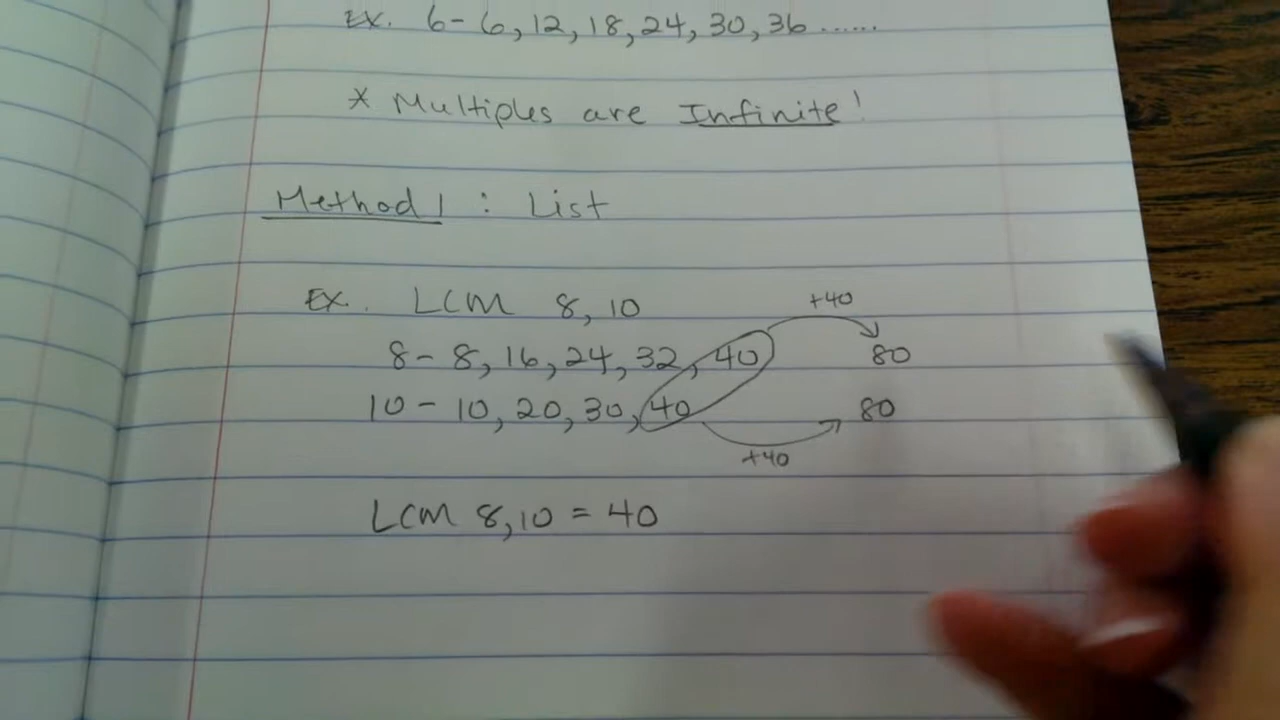 Ex. 6- 6, 12, 18, 24, 30, 36 ......
* Multiples are Infinite!
Method 1 : List
Ex. LCM 8, 10
+40
8- 8, 16, 24, 32, 40 80
10- 10, 20, 30, 40 80
+40
LCM 8, 10 = 40